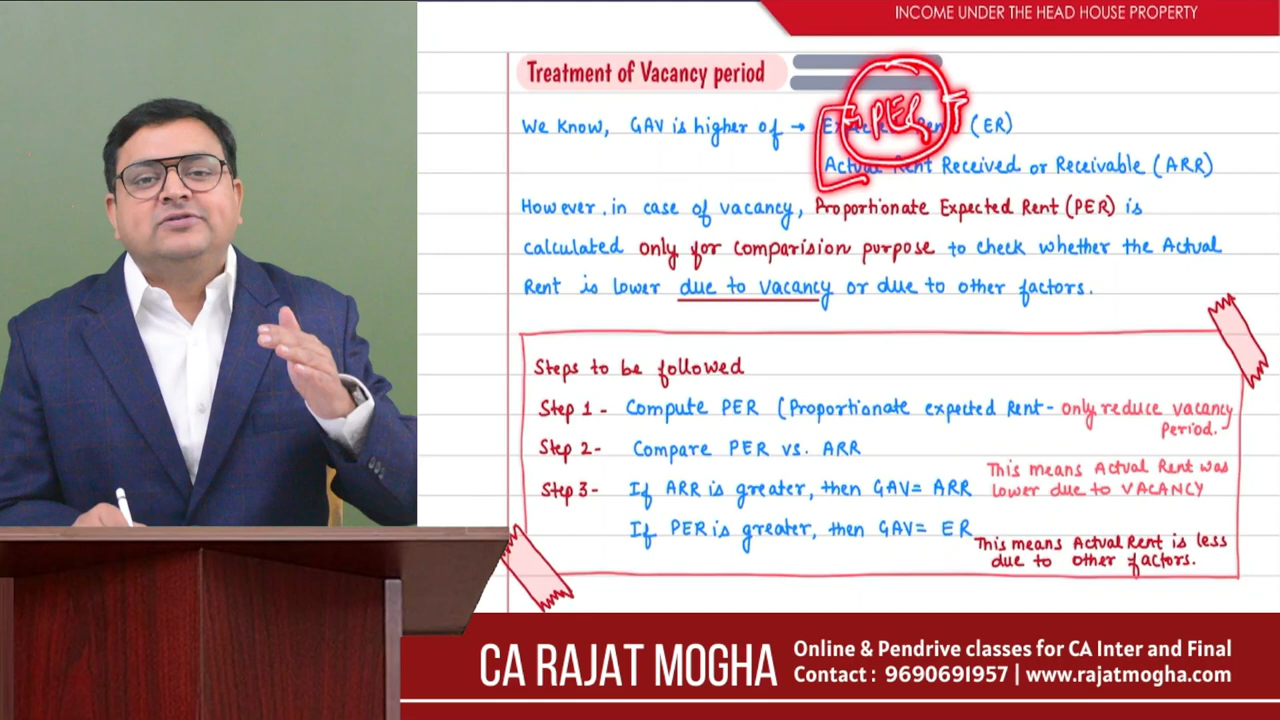 INCOME UNDER THE HEAD HOUSE PROPERTY
Treatment of Vacancy period
PER
We know, GAV is higher of → (ER)
Actual Rent Received or Receivable (ARR)
However, in case of vacancy, Proportionate Expected Rent (PER) is
calculated only for comparision purpose to check whether the Actual
Rent is lower due to vacancy or due to other factors.
Steps to be followed
Step 1 - Compute PER (Proportionate expected Rent - only reduce vacancy
period.
Step 2 - Compare PER vs. ARR
Step 3 - If ARR is greater, then GAV = ARR
This means Actual Rent was
lower due to VACANCY
If PER is greater, then GAV = ER
This means Actual Rent is less
due to other factors.
CA RAJAT MOGHA
Online & Pendrive classes for CA Inter and Final
Contact : 9690691957 | www.rajatmogha.com